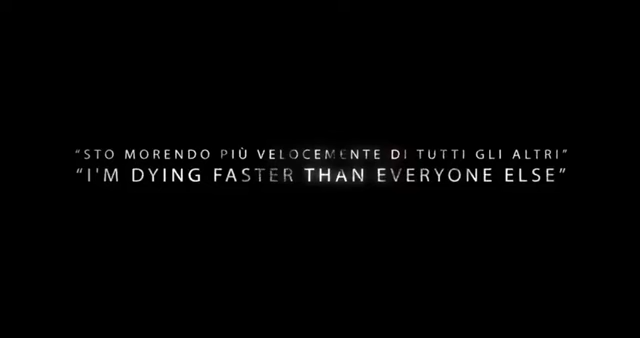 “STO MORENDO PIÙ VELOCEMENTE DI TUTTI GLI ALTRI”
“I'M DYING FASTER THAN EVERYONE ELSE”